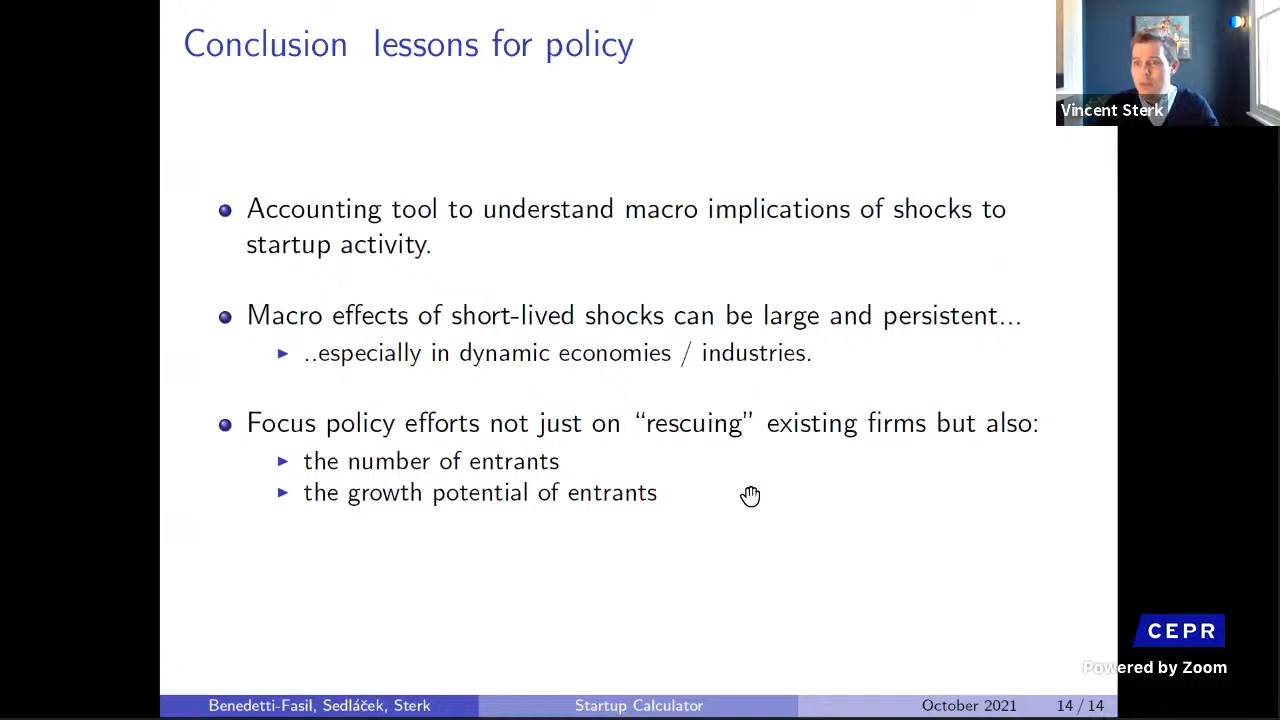 Conclusion lessons for policy
Vincent Sterk
Accounting tool to understand macro implications of shocks to
startup activity.
Macro effects of short-lived shocks can be large and persistent...
..especially in dynamic economies / industries.
Focus policy efforts not just on “rescuing” existing firms but also:
the number of entrants
the growth potential of entrants
CEPR
Powered by Zoom
Benedetti-Fasil, Sedláček, Sterk
Startup Calculator
October 2021
14 / 14